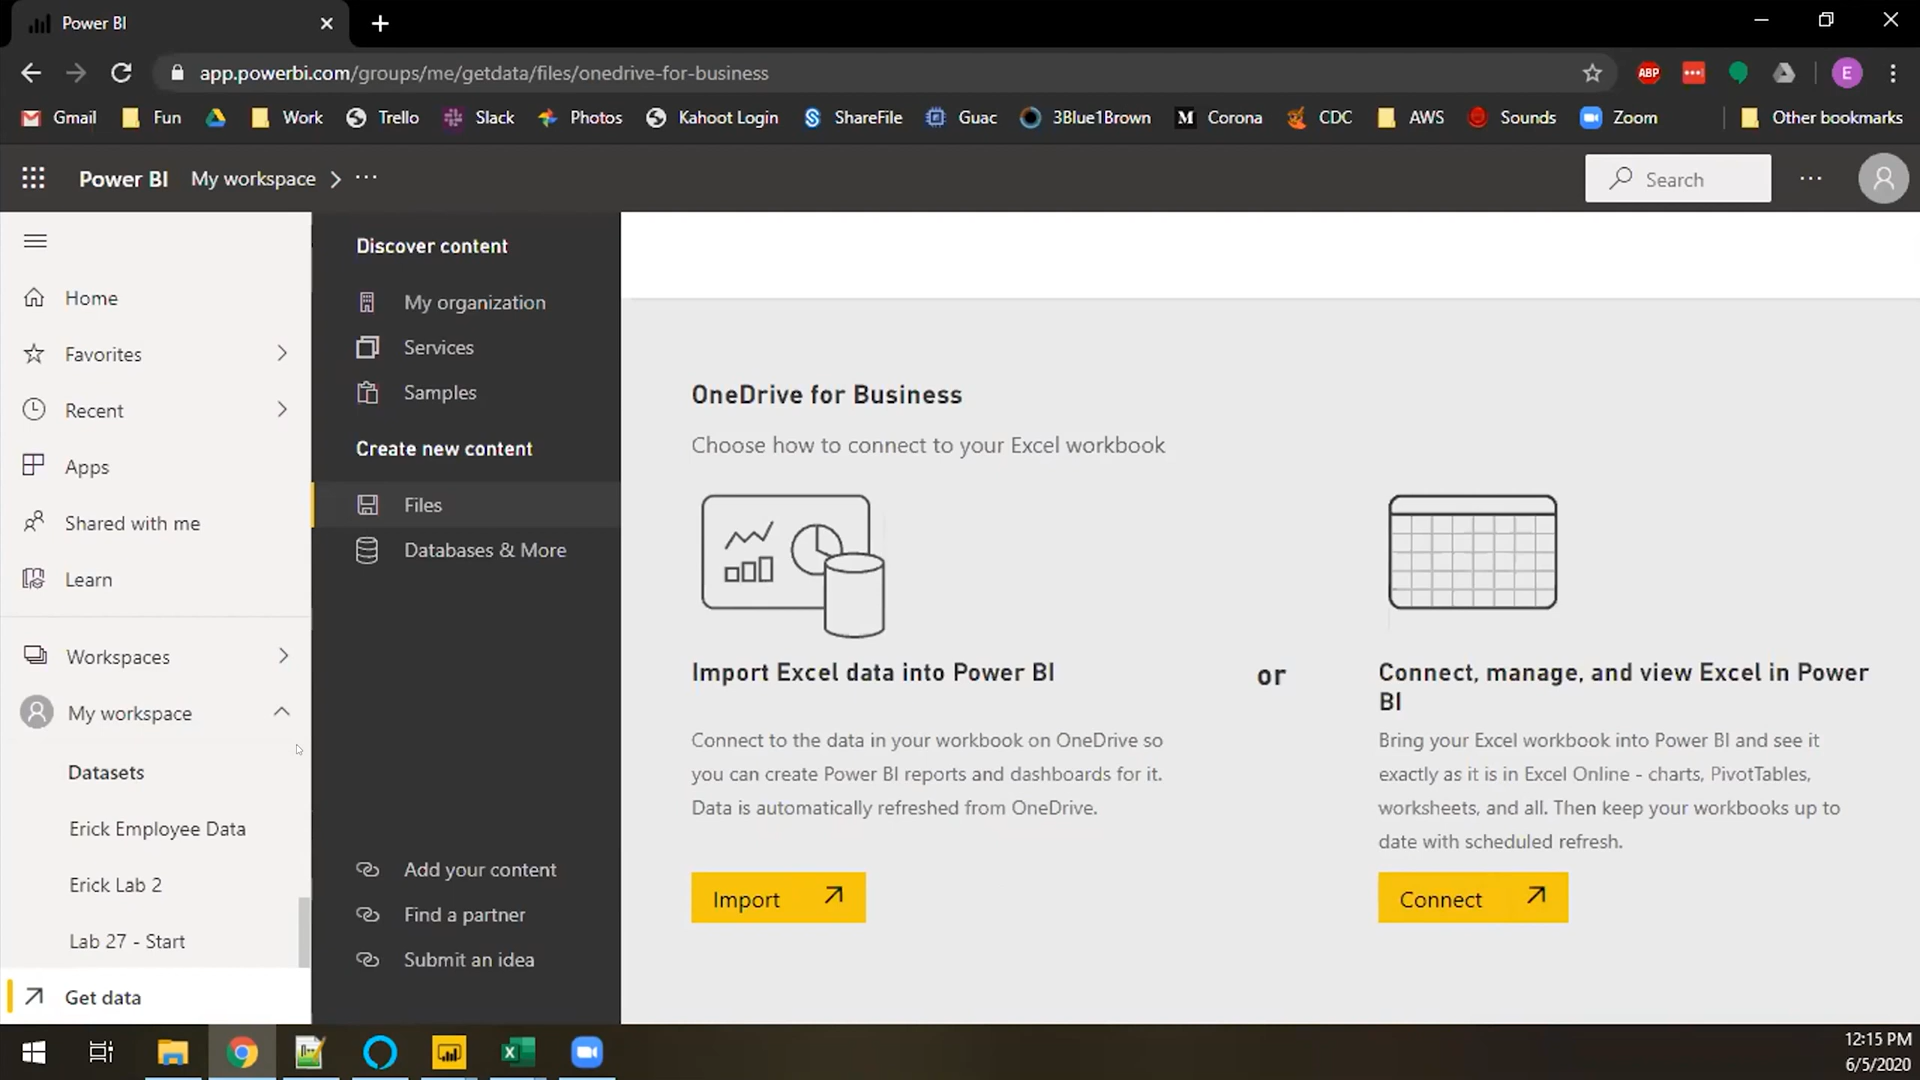 Power BI
app.powerbi.com/groups/me/getdata/files/onedrive-for-business
ABP
E
Gmail
Fun
Work
Trello
Slack
Photos
Kahoot Login
ShareFile
Guac
3Blue1Brown
M
Corona
CDC
AWS
Sounds
Zoom
Other bookmarks
Power BI
My workspace
Search
Home
Favorites
Recent
Apps
Shared with me
Learn
Workspaces
My workspace
Datasets
Erick Employee Data
Erick Lab 2
Lab 27 - Start
Get data
Discover content
My organization
Services
Samples
Create new content
Files
Databases & More
Add your content
Find a partner
Submit an idea
OneDrive for Business
Choose how to connect to your Excel workbook
Import Excel data into Power BI
Connect to the data in your workbook on OneDrive so
you can create Power BI reports and dashboards for it.
Data is automatically refreshed from OneDrive.
Import
or
Connect, manage, and view Excel in Power
BI
Bring your Excel workbook into Power BI and see it
exactly as it is in Excel Online - charts, PivotTables,
worksheets, and all. Then keep your workbooks up to
date with scheduled refresh.
Connect
12:15 PM
6/5/2020